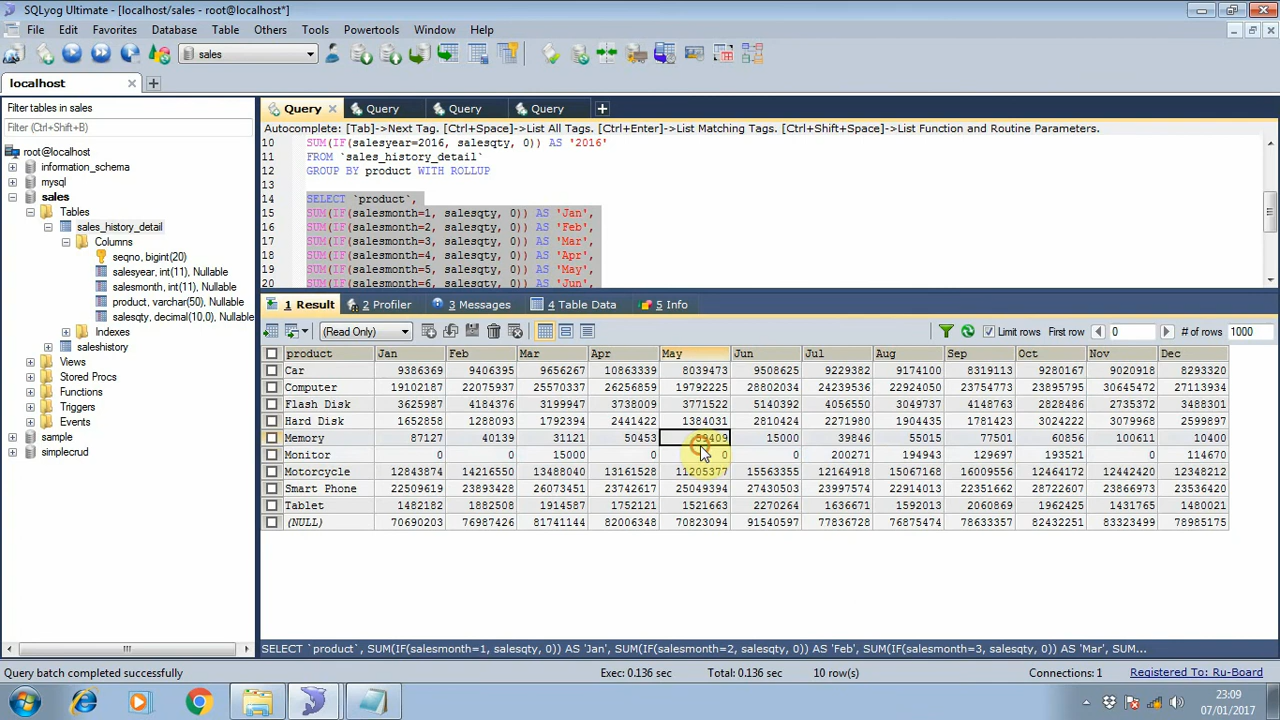 SQLyog Ultimate - [localhost/sales - root@localhost*]
File Edit Favorites Database Table Others Tools Powertools Window Help
sales
localhost
Filter tables in sales
Filter (Ctrl+Shift+B)
root@localhost
information_schema
mysql
sales
Tables
sales_history_detail
Columns
seqno, bigint(20)
salesyear, int(11), Nullable
salesmonth, int(11), Nullable
product, varchar(50), Nullable
salesqty, decimal(10,0), Nullable
Indexes
saleshistory
Views
Stored Procs
Functions
Triggers
Events
sample
simplecrud
Query Query Query Query
Autocomplete: [Tab]->Next Tag. [Ctrl+Space]->List All Tags. [Ctrl+Enter]->List Matching Tags. [Ctrl+Shift+Space]->List Function and Routine Parameters.
10 SUM(IF(salesyear=2016, salesqty, 0)) AS '2016'
11 FROM `sales_history_detail`
12 GROUP BY product WITH ROLLUP
13
14 SELECT `product`,
15 SUM(IF(salesmonth=1, salesqty, 0)) AS 'Jan',
16 SUM(IF(salesmonth=2, salesqty, 0)) AS 'Feb',
17 SUM(IF(salesmonth=3, salesqty, 0)) AS 'Mar',
18 SUM(IF(salesmonth=4, salesqty, 0)) AS 'Apr',
19 SUM(IF(salesmonth=5, salesqty, 0)) AS 'May',
20 SUM(IF(salesmonth=6, salesqty, 0)) AS 'Jun',
1 Result 2 Profiler 3 Messages 4 Table Data 5 Info
(Read Only) Limit rows First row 0 # of rows 1000
product Jan Feb Mar Apr May Jun Jul Aug Sep Oct Nov Dec
Car 9386369 9406395 9656267 10863339 8039473 9508625 9229382 9174100 8319113 9280167 9020918 8293320
Computer 19102187 22075937 25570337 26256859 19792225 28802034 24239536 22924050 23754773 23895795 30645472 27113934
Flash Disk 3625987 4184376 3199947 3738009 3771522 5140392 4056550 3049737 4148763 2828486 2735372 3488301
Hard Disk 1652858 1288093 1792394 2441422 1384031 2810424 2271980 1904435 1781423 3024222 3079968 2599897
Memory 87127 40139 31121 50453 59409 15000 39846 55015 77501 60856 100611 10400
Monitor 0 0 15000 0 0 0 200271 194943 129697 193521 0 114670
Motorcycle 12843874 14216550 13488040 13161528 11205377 15563355 12164918 15067168 16009556 12464172 12442420 12348212
Smart Phone 22509619 23893428 26073451 23742617 25049394 27430503 23997574 22914013 22351662 28722607 23866973 23536420
Tablet 1482182 1882508 1914587 1752121 1521663 2270264 1636671 1592013 2060869 1962425 1431765 1480021
(NULL) 70690203 76987426 81741144 82006348 70823094 91540597 77836728 76875474 78633357 82432251 83323499 78985175
SELECT `product`, SUM(IF(salesmonth=1, salesqty, 0)) AS 'Jan', SUM(IF(salesmonth=2, salesqty, 0)) AS 'Feb', SUM(IF(salesmonth=3, salesqty, 0)) AS 'Mar', SUM...
Query batch completed successfully Exec: 0.136 sec Total: 0.136 sec 10 row(s) Connections: 1 Registered To: Ru-Board
23:09
07/01/2017